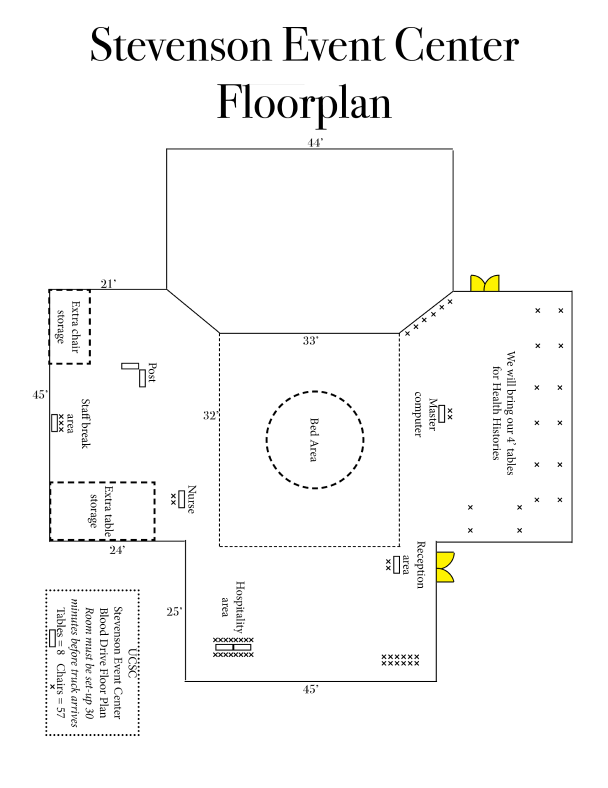 Stevenson Event Center
Floorplan
44’
21’
Extra chair
storage
33’
Post
45’
We will bring our 4’ tables
for Health Histories
Master
computer
32’
Staff break
area
Bed Area
Extra table
storage
Nurse
24’
Reception
area
Hospitality
area
25’
45’
UCSC
Stevenson Event Center
Blood Drive Floor Plan
Room must be set-up 30
minutes before truck arrives
Tables = 8 Chairs = 57